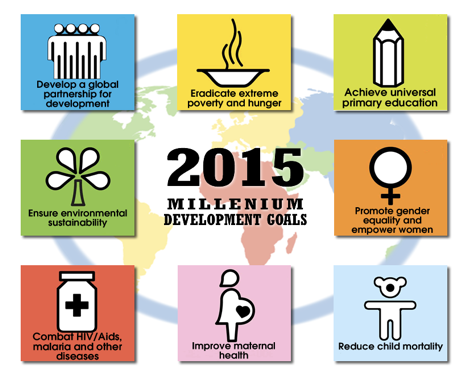 Develop a global
partnership for
development
Eradicate extreme
poverty and hunger
Achieve universal
primary education
2015
MILLENIUM
DEVELOPMENT GOALS
Ensure environmental
sustainability
Promote gender
equality and
empower women
Combat HIV/Aids,
malaria and other
diseases
Improve maternal
health
Reduce child mortality